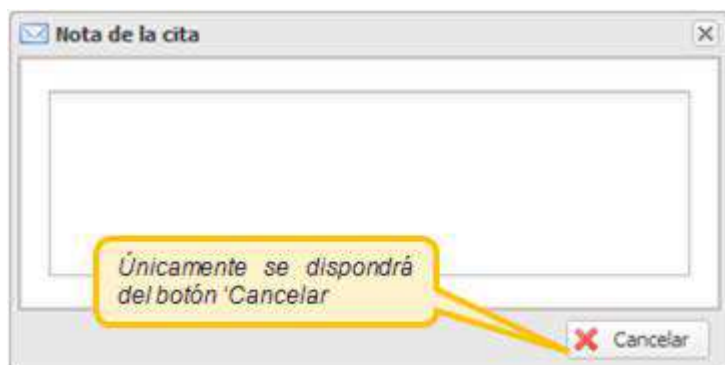 Nota de la cita
Únicamente se dispondrá
del botón 'Cancelar
Cancelar